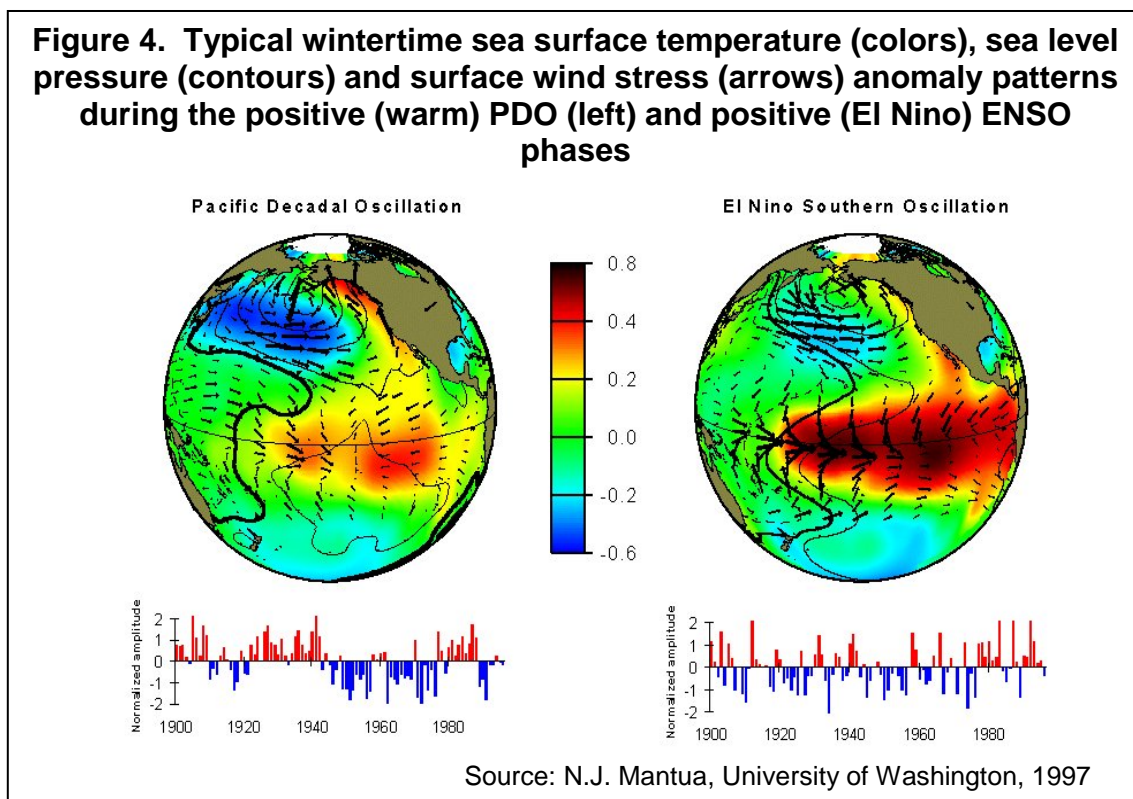 Figure 4. Typical wintertime sea surface temperature (colors), sea level
pressure (contours) and surface wind stress (arrows) anomaly patterns
during the positive (warm) PDO (left) and positive (El Nino) ENSO
phases
Pacific Decadal Oscillation
El Nino Southern Oscillation
0.8
0.4
0.2
0.0
-0.2
-0.6
Normalized amplitude
2
1
0
-1
-2
1900 1920 1940 1960 1980
Normalized amplitude
2
1
0
-1
-2
1900 1920 1940 1960 1980
Source: N.J. Mantua, University of Washington, 1997